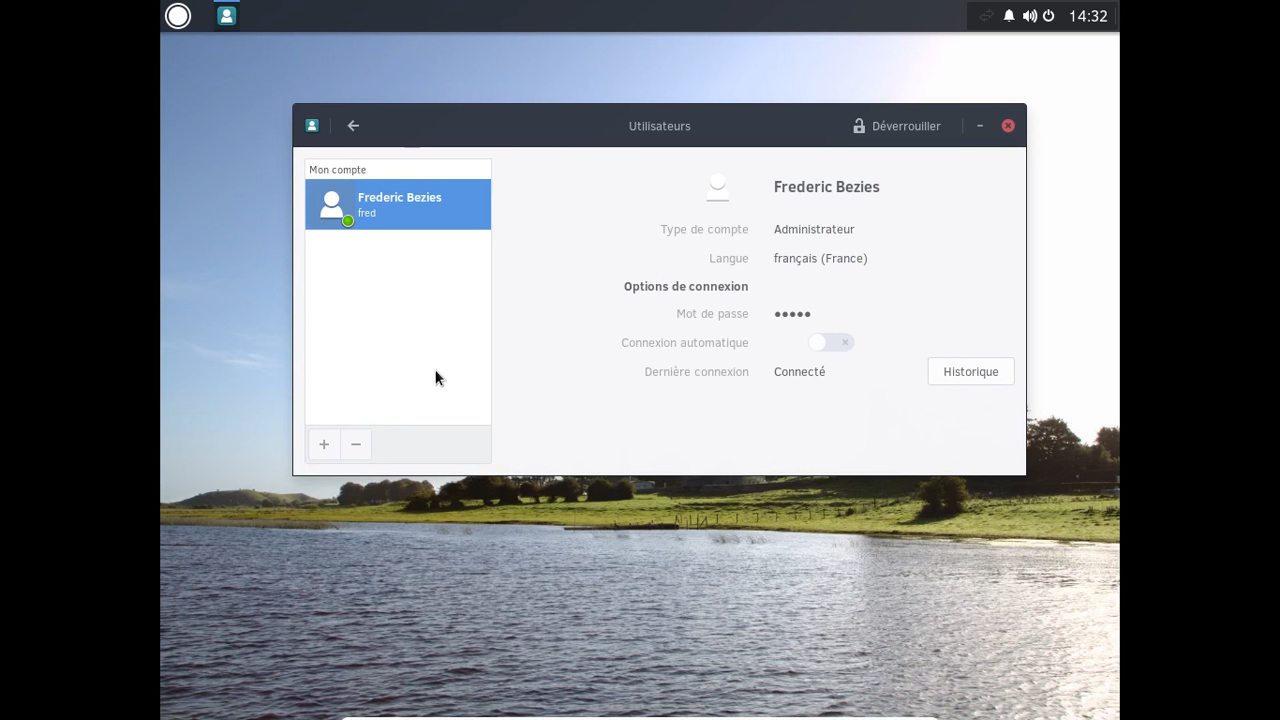 14:32
Utilisateurs
Déverrouiller
Mon compte
Frederic Bezies
fred
Frederic Bezies
Type de compte Administrateur
Langue français (France)
Options de connexion
Mot de passe ●●●●●
Connexion automatique
Dernière connexion Connecté Historique